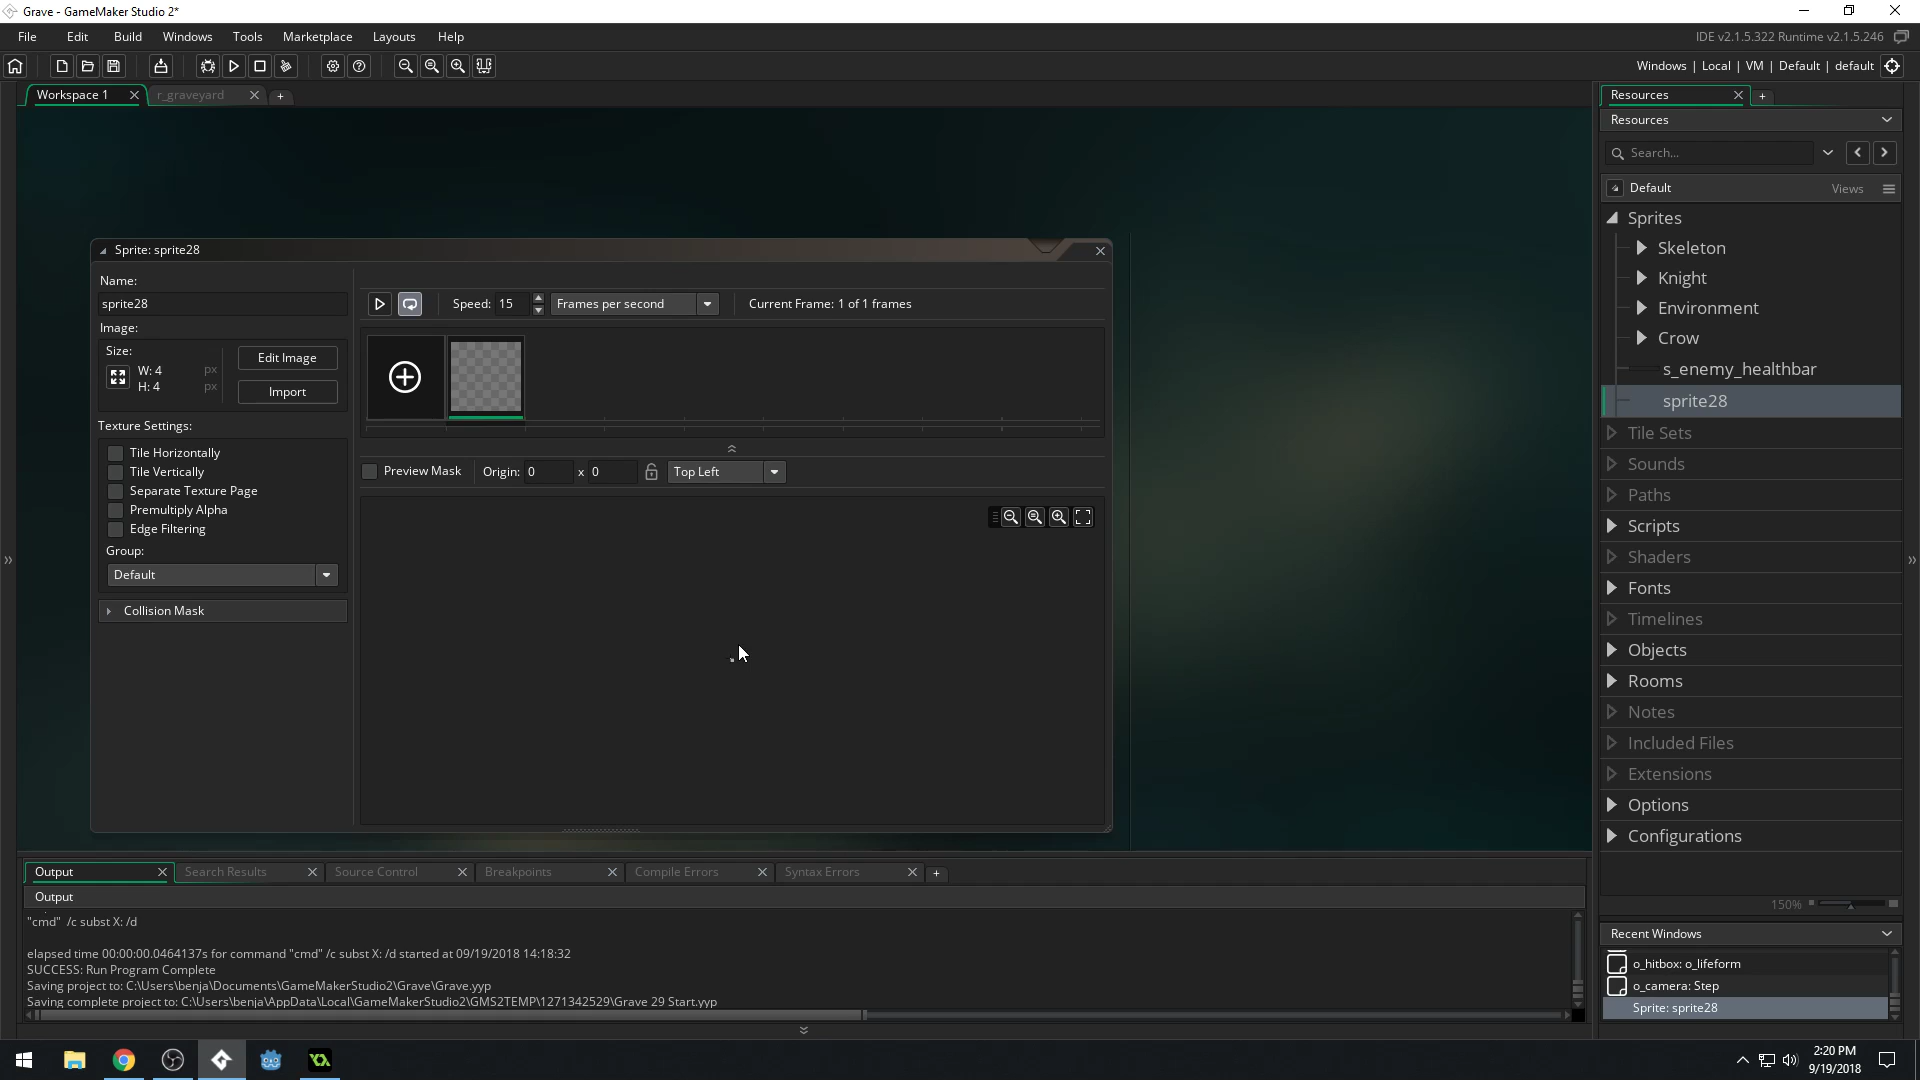 Grave - GameMaker Studio 2*
File Edit Build Windows Tools Marketplace Layouts Help
IDE v2.1.5.322 Runtime v2.1.5.246
Windows | Local | VM | Default | default
Workspace 1
r_graveyard
Sprite: sprite28
Name:
sprite28
Image:
Size:
W: 4 px
H: 4 px
Edit Image
Import
Texture Settings:
Tile Horizontally
Tile Vertically
Separate Texture Page
Premultiply Alpha
Edge Filtering
Group:
Default
Collision Mask
Speed: 15 Frames per second Current Frame: 1 of 1 frames
Preview Mask Origin: 0 x 0 Top Left
Resources
Resources
Search...
Default Views
Sprites
Skeleton
Knight
Environment
Crow
s_enemy_healthbar
sprite28
Tile Sets
Sounds
Paths
Scripts
Shaders
Fonts
Timelines
Objects
Rooms
Notes
Included Files
Extensions
Options
Configurations
150%
Recent Windows
o_hitbox: o_lifeform
o_camera: Step
Sprite: sprite28
Output Search Results Source Control Breakpoints Compile Errors Syntax Errors
Output
"cmd" /c subst X: /d
elapsed time 00:00:00.0464137s for command "cmd" /c subst X: /d started at 09/19/2018 14:18:32
SUCCESS: Run Program Complete
Saving project to: C:\Users\benja\Documents\GameMakerStudio2\Grave\Grave.yyp
Saving complete project to: C:\Users\benja\AppData\Local\GameMakerStudio2\GMS2TEMP\1271342529\Grave 29 Start.yyp
2:20 PM
9/19/2018